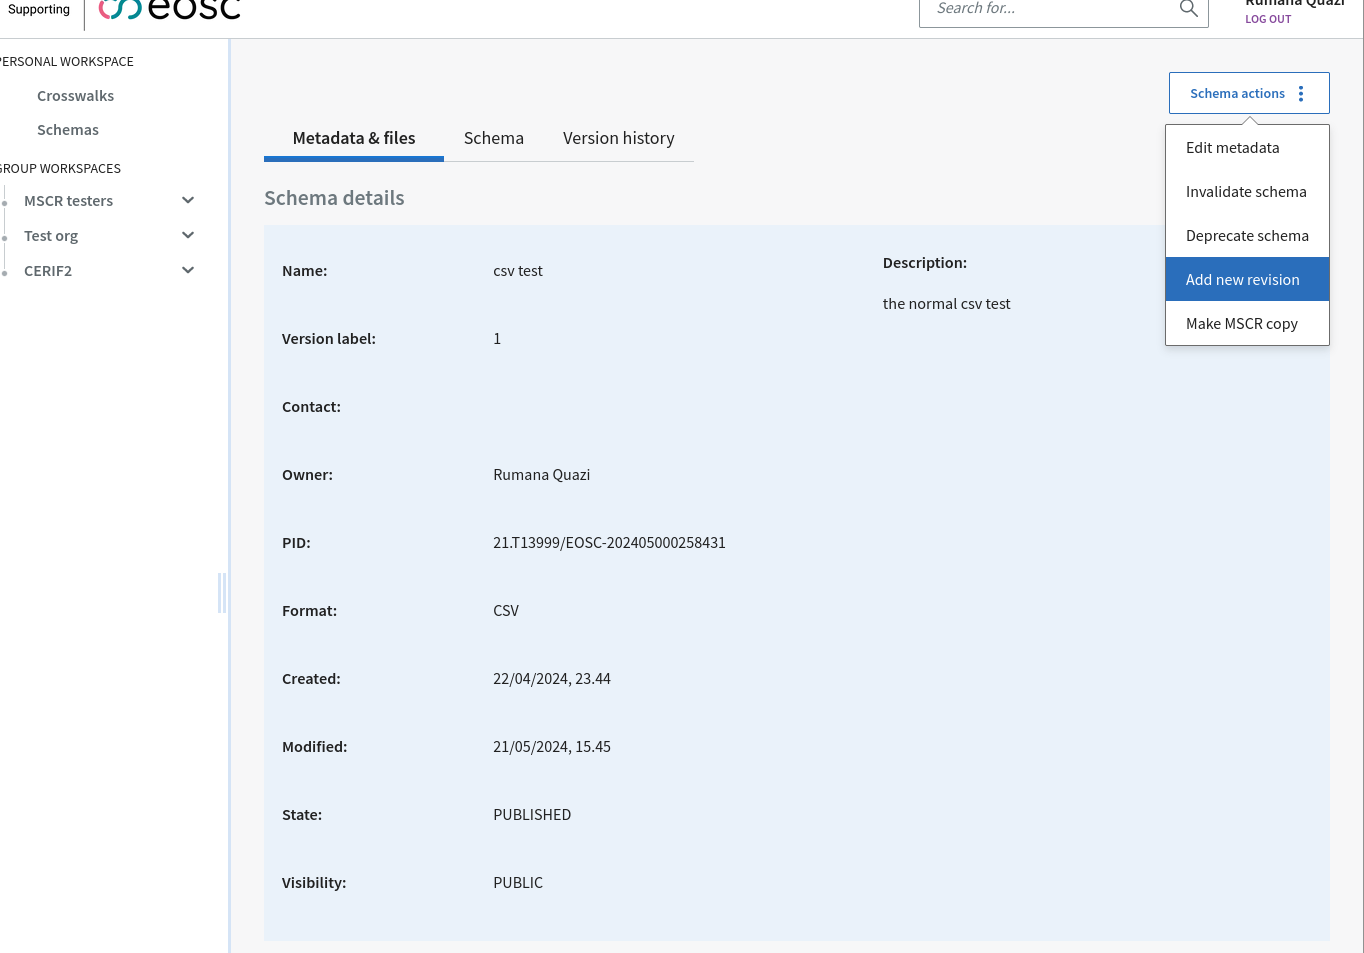 Supporting
eosc
Search for...
Rumana Quazi
LOG OUT
PERSONAL WORKSPACE
Crosswalks
Schemas
GROUP WORKSPACES
MSCR testers
Test org
CERIF2
Schema actions
Edit metadata
Invalidate schema
Deprecate schema
Add new revision
Make MSCR copy
Metadata & files
Schema
Version history
Schema details
Name: csv test
Description:
the normal csv test
Version label: 1
Contact:
Owner: Rumana Quazi
PID: 21.T13999/EOSC-202405000258431
Format: CSV
Created: 22/04/2024, 23.44
Modified: 21/05/2024, 15.45
State: PUBLISHED
Visibility: PUBLIC